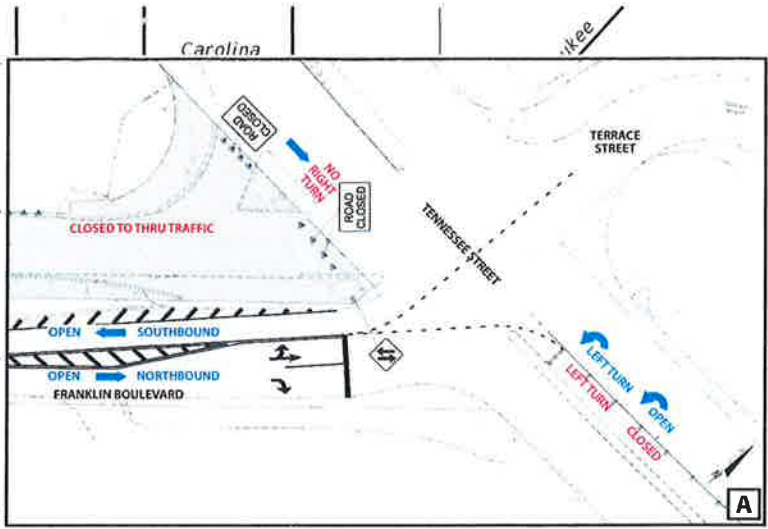 Carolina
ukee
ROAD
CLOSED
NO
RIGHT
TURN
ROAD
CLOSED
TERRACE
STREET
TENNESSEE STREET
CLOSED TO THRU TRAFFIC
OPEN SOUTHBOUND
OPEN NORTHBOUND
FRANKLIN BOULEVARD
LEFT TURN OPEN
LEFT TURN CLOSED
N
A